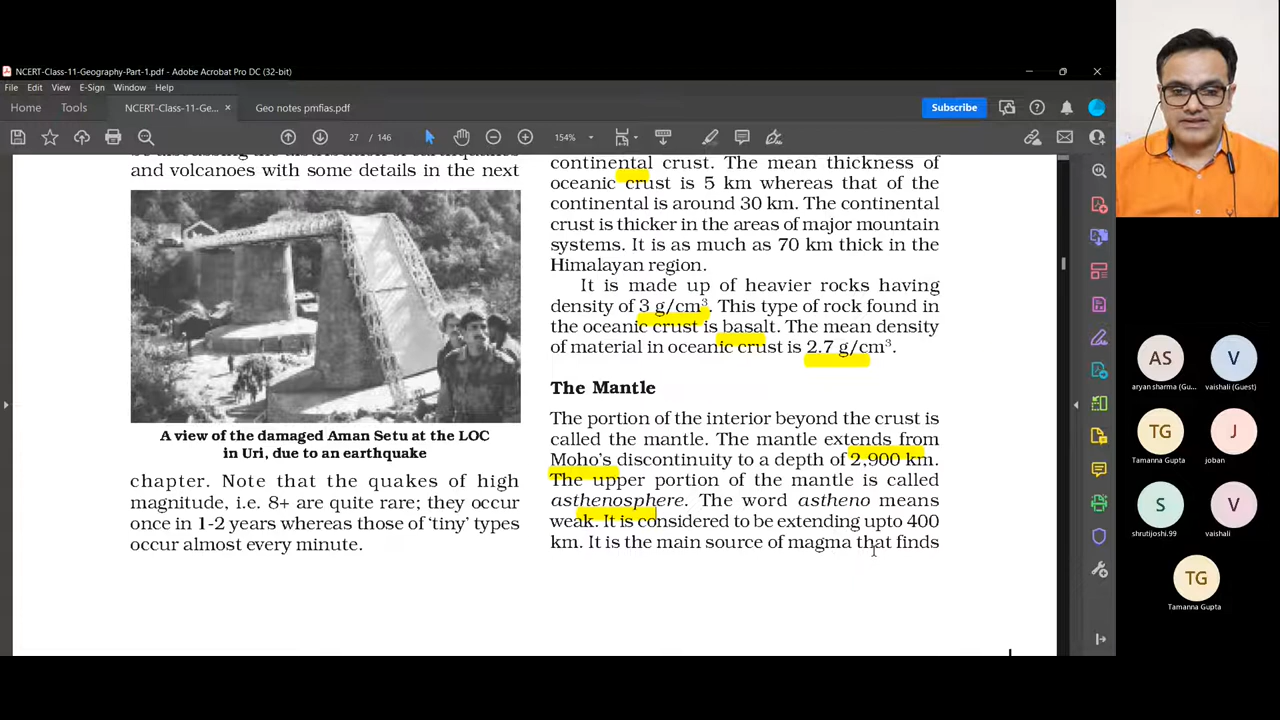 NCERT-Class-11-Geography-Part-1.pdf - Adobe Acrobat Pro DC (32-bit)
File Edit View E-Sign Window Help
Home Tools NCERT-Class-11-Ge... × Geo notes pmfias.pdf Subscribe
27 / 146 154%
and volcanoes with some details in the next
A view of the damaged Aman Setu at the LOC
in Uri, due to an earthquake
chapter. Note that the quakes of high
magnitude, i.e. 8+ are quite rare; they occur
once in 1-2 years whereas those of ‘tiny’ types
occur almost every minute.
continental crust. The mean thickness of
oceanic crust is 5 km whereas that of the
continental is around 30 km. The continental
crust is thicker in the areas of major mountain
systems. It is as much as 70 km thick in the
Himalayan region.
It is made up of heavier rocks having
density of 3 g/cm³. This type of rock found in
the oceanic crust is basalt. The mean density
of material in oceanic crust is 2.7 g/cm³.
The Mantle
The portion of the interior beyond the crust is
called the mantle. The mantle extends from
Moho’s discontinuity to a depth of 2,900 km.
The upper portion of the mantle is called
asthenosphere. The word astheno means
weak. It is considered to be extending upto 400
km. It is the main source of magma that finds
AS
aryan sharma (Gu...
V
vaishali (Guest)
TG
Tamanna Gupta
J
joban
S
shrutijoshi.99
V
vaishali
TG
Tamanna Gupta